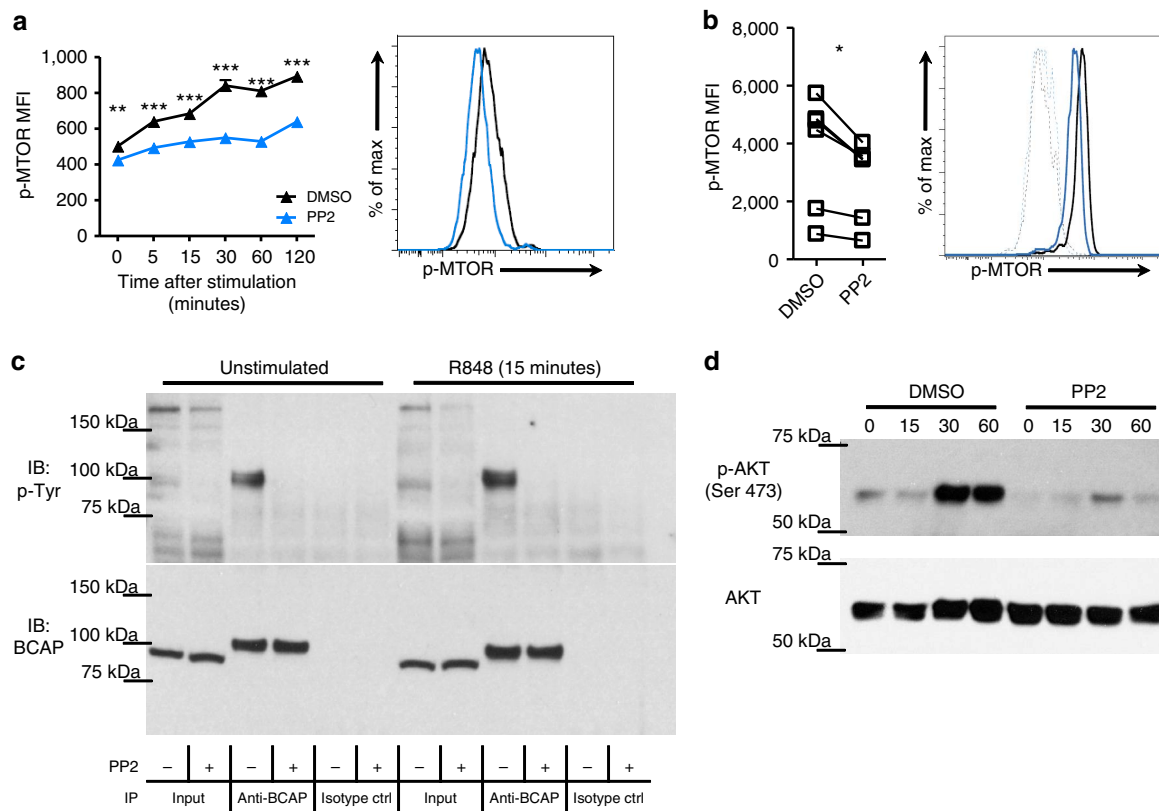 a
1,000
800
600
400
200
0
p-MTOR MFI
** *** *** *** *** ***
DMSO
PP2
0 5 15 30 60 120
Time after stimulation
(minutes)
% of max
p-MTOR
b
8,000
6,000
4,000
2,000
0
p-MTOR MFI
*
DMSO
PP2
% of max
p-MTOR
c
Unstimulated
R848 (15 minutes)
IB:
p-Tyr
150 kDa
100 kDa
75 kDa
IB:
BCAP
150 kDa
100 kDa
75 kDa
PP2 – + – + – + – + – + – +
IP Input Anti-BCAP Isotype ctrl Input Anti-BCAP Isotype ctrl
d
DMSO PP2
0 15 30 60 0 15 30 60
75 kDa
p-AKT
(Ser 473)
50 kDa
75 kDa
AKT
50 kDa